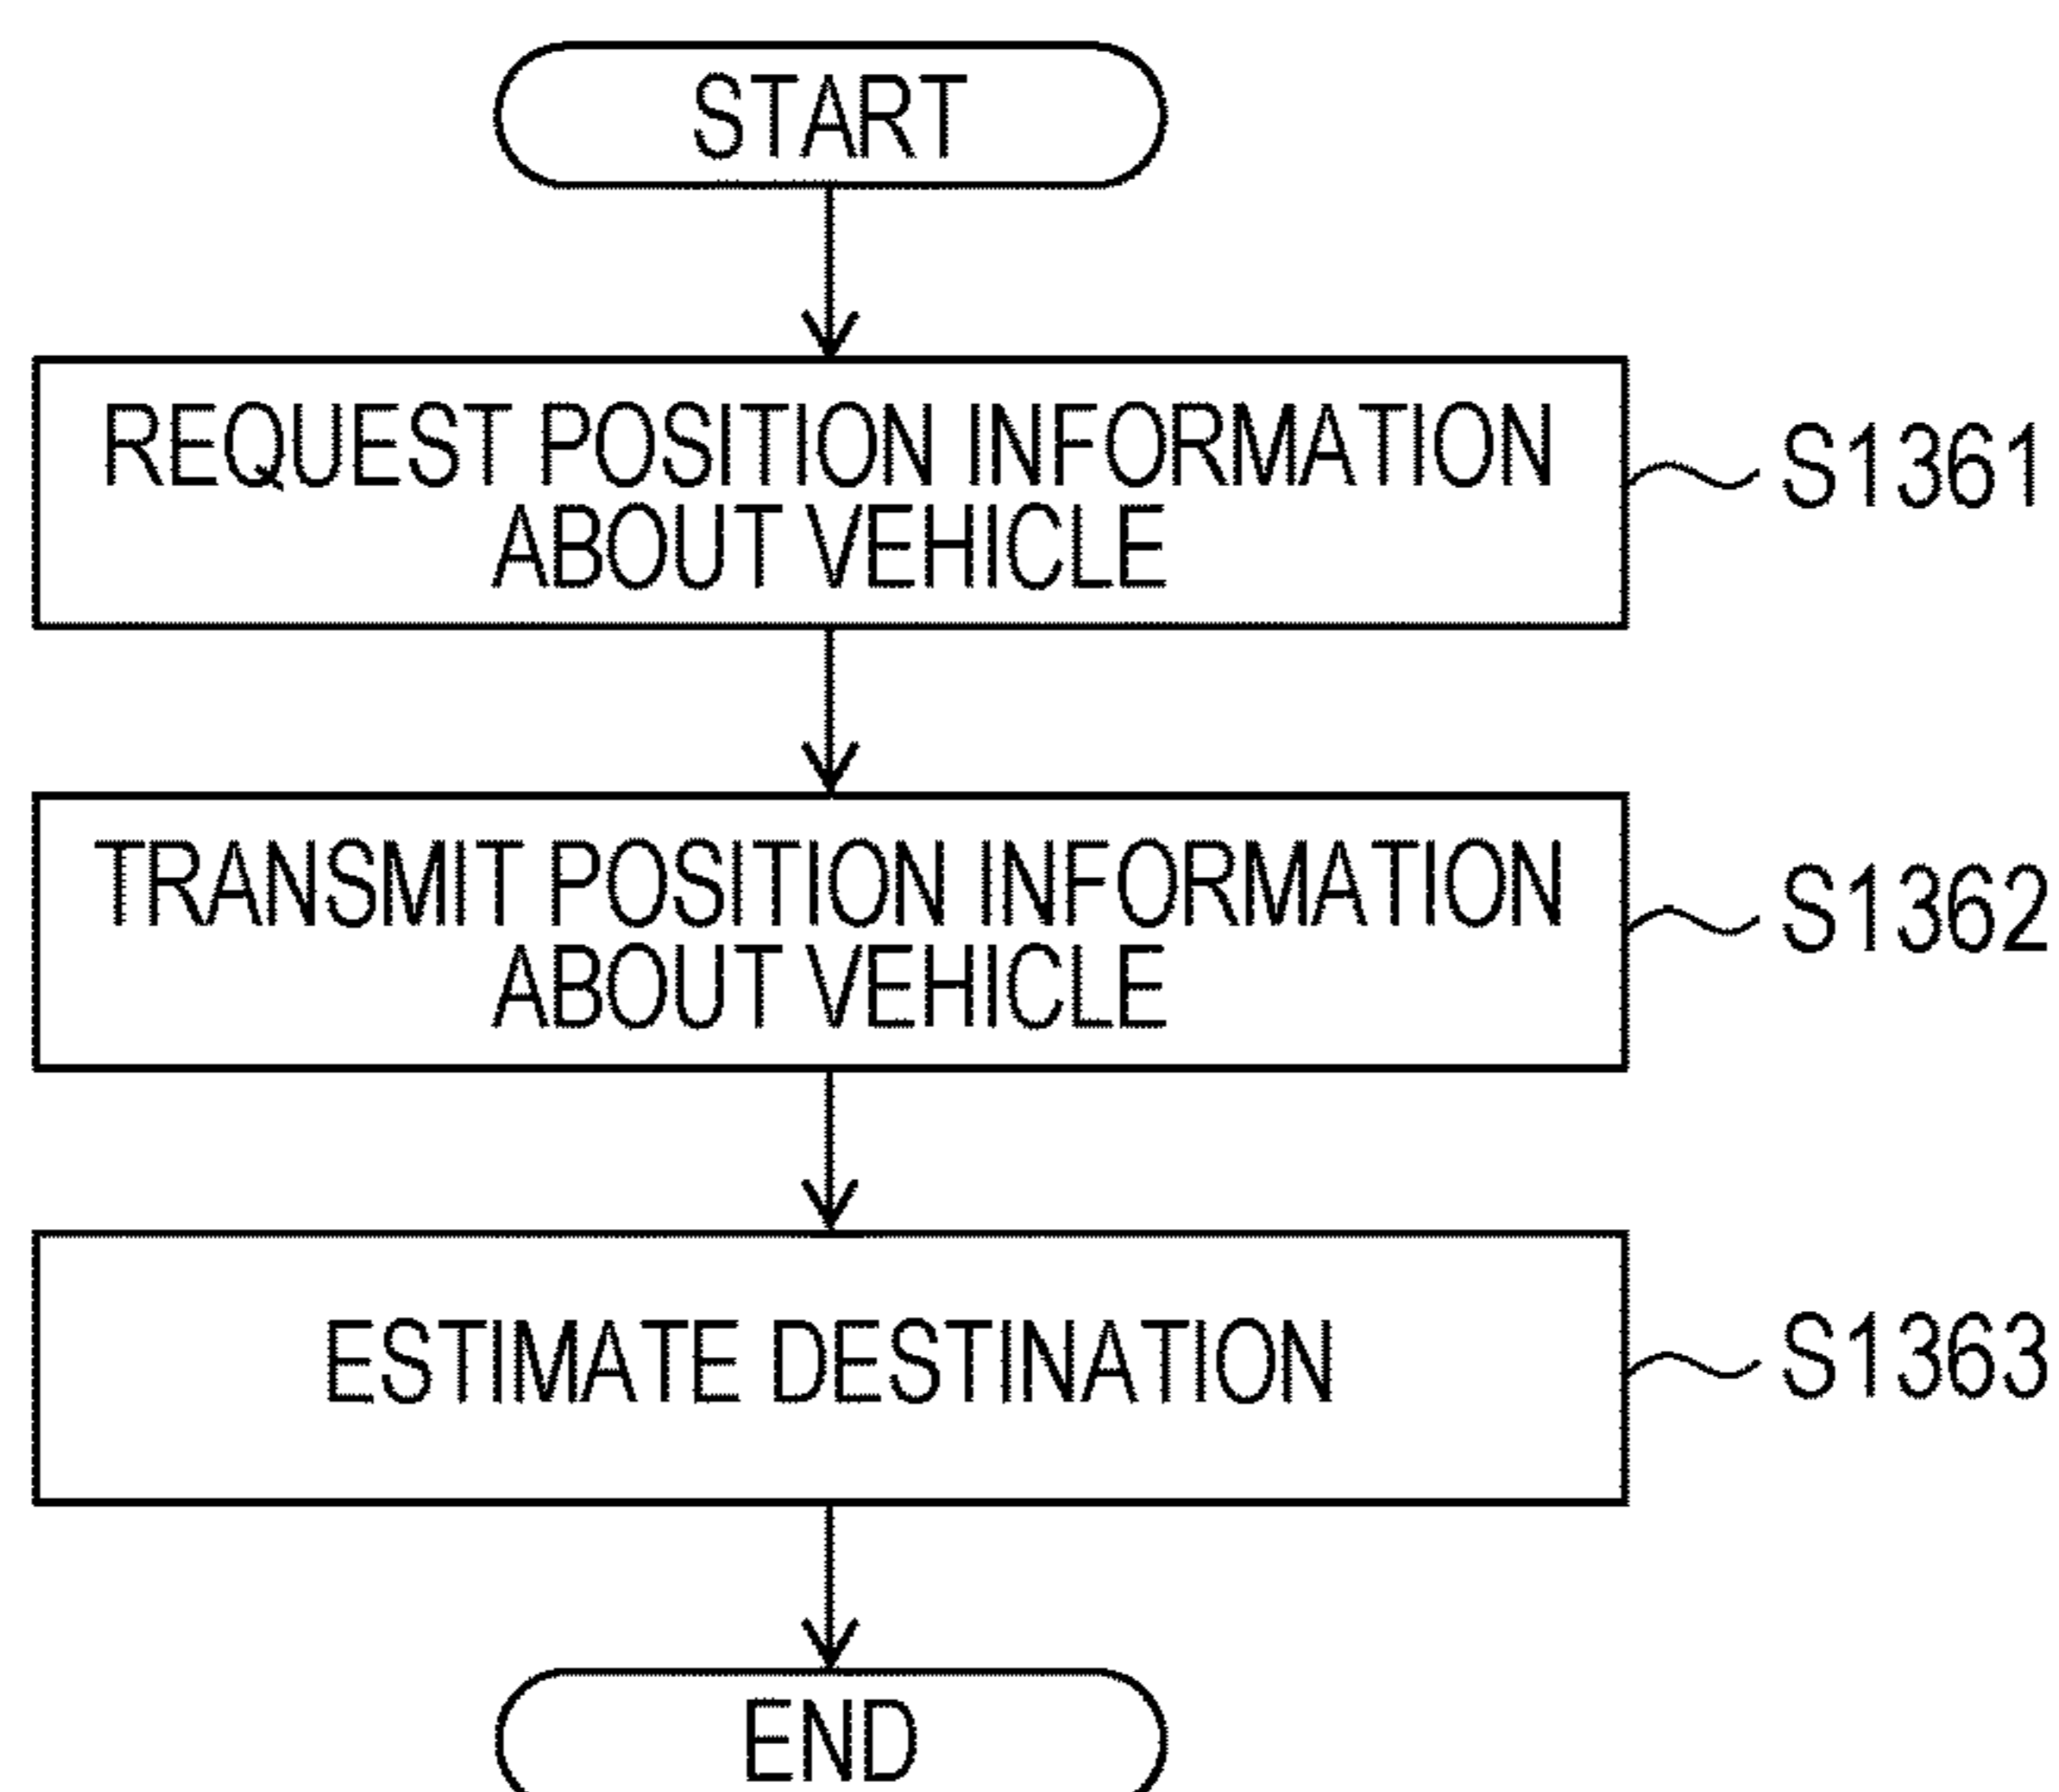 START
REQUEST POSITION INFORMATION
ABOUT VEHICLE
S1361
TRANSMIT POSITION INFORMATION
ABOUT VEHICLE
S1362
ESTIMATE DESTINATION
S1363
END